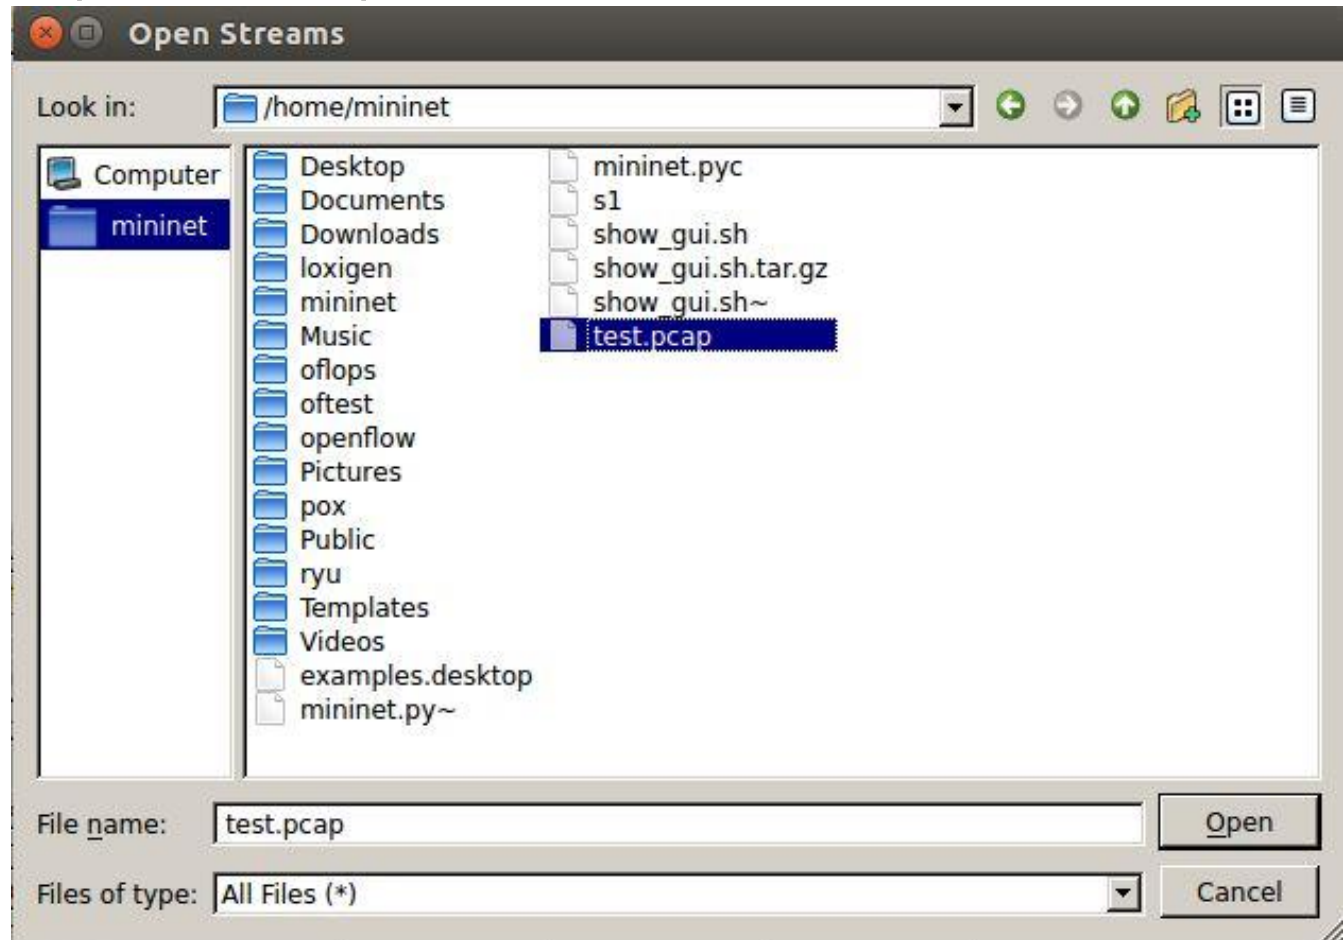 Open Streams
Look in: /home/mininet
Computer
mininet
Desktop
Documents
Downloads
loxigen
mininet
Music
oflops
oftest
openflow
Pictures
pox
Public
ryu
Templates
Videos
examples.desktop
mininet.py~
mininet.pyc
s1
show_gui.sh
show_gui.sh.tar.gz
show_gui.sh~
test.pcap
File name: test.pcap
Open
Files of type: All Files (*)
Cancel